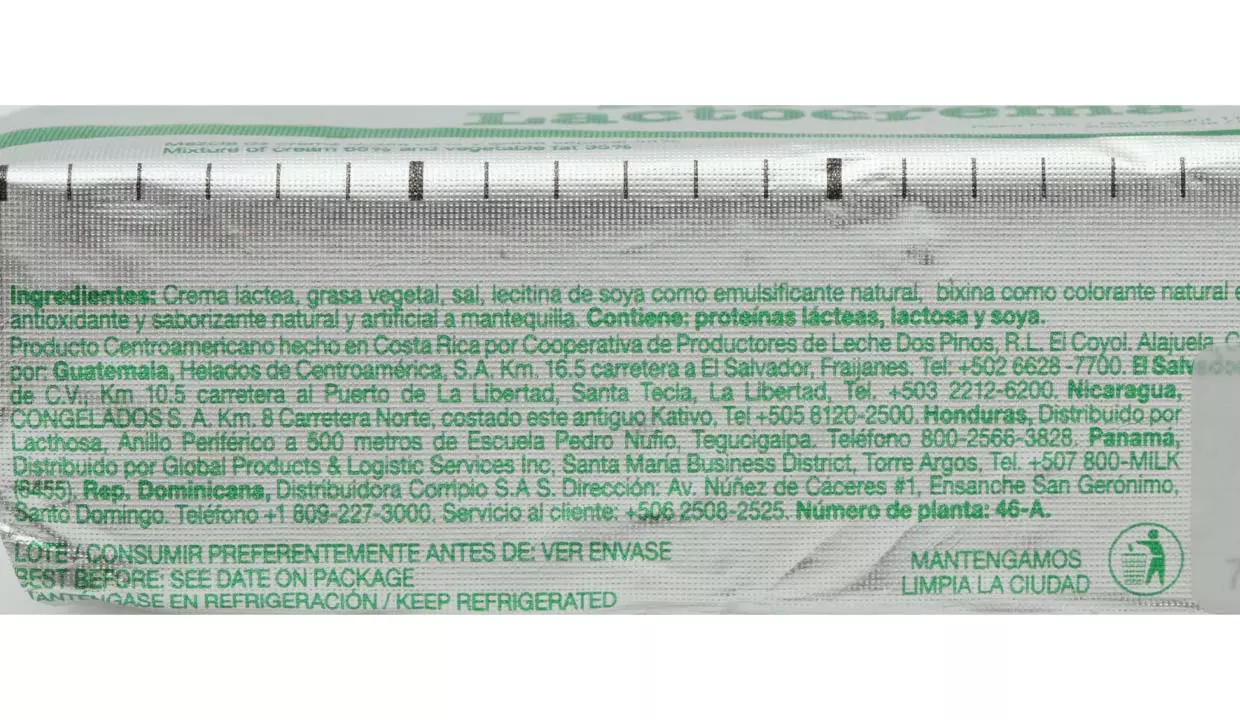 Lactocrema
Mixture of cream 65% and vegetable fat 35%
Ingredientes: Crema láctea, grasa vegetal, sal, lecitina de soya como emulsificante natural, bixina como colorante natural
antioxidante y saborizante natural y artificial a mantequilla. Contiene: proteínas lácteas, lactosa y soya.
Producto Centroamericano hecho en Costa Rica por Cooperativa de Productores de Leche Dos Pinos, R.L. El Coyol. Alajuela,
por: Guatemala, Helados de Centroamérica, S.A. Km. 16.5 carretera a El Salvador, Fraijanes. Tel: +502 6628 -7700. El
de C.V., Km 10.5 carretera al Puerto de La Libertad, Santa Tecla, La Libertad, Tel. +503 2212-6200. Nicaragua,
CONGELADOS S. A. Km. 8 Carretera Norte, costado este antiguo Kativo, Tel +505 8120-2500. Honduras, Distribuido por
Lacthosa, Anillo Periférico a 500 metros de Escuela Pedro Nufio, Tegucigalpa. Teléfono 800-2566-3828. Panamá,
Distribuido por Global Products & Logistic Services Inc, Santa María Business District, Torre Argos, Tel. +507 800-MILK
(6455). Rep. Dominicana, Distribuidora Corripio S.A S. Dirección: Av. Núñez de Cáceres #1, Ensanche San Gerónimo,
Santo Domingo. Teléfono +1 809-227-3000. Servicio al cliente: +506 2508-2525. Número de planta: 46-A.
LOTE / CONSUMIR PREFERENTEMENTE ANTES DE: VER ENVASE
BEST BEFORE: SEE DATE ON PACKAGE
MANTENGASE EN REFRIGERACIÓN / KEEP REFRIGERATED
MANTENGAMOS
LIMPIA LA CIUDAD